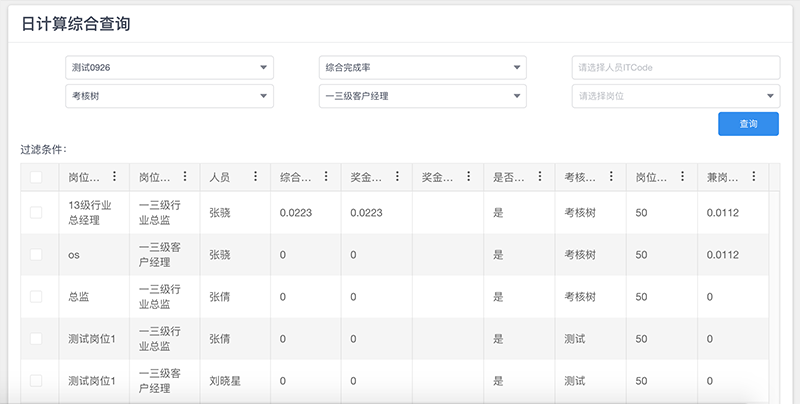 日计算综合查询
测试0926 综合完成率 请选择人员ITCode
考核树 一三级客户经理 请选择岗位
查询
过滤条件：
岗位... 岗位... 人员 综合... 奖金... 奖金... 是否... 考核... 岗位... 兼岗...
13级行业总经理 一三级行业总监 张骁 0.0223 0.0223 是 考核树 50 0.0112
os 一三级客户经理 张骁 0 0 是 考核树 50 0.0112
总监 一三级行业总监 张倩 0 0 是 考核树 50 0
测试岗位1 一三级行业总监 张倩 0 0 是 测试 50 0
测试岗位1 一三级客户经理 刘晓星 0 0 是 测试 50 0